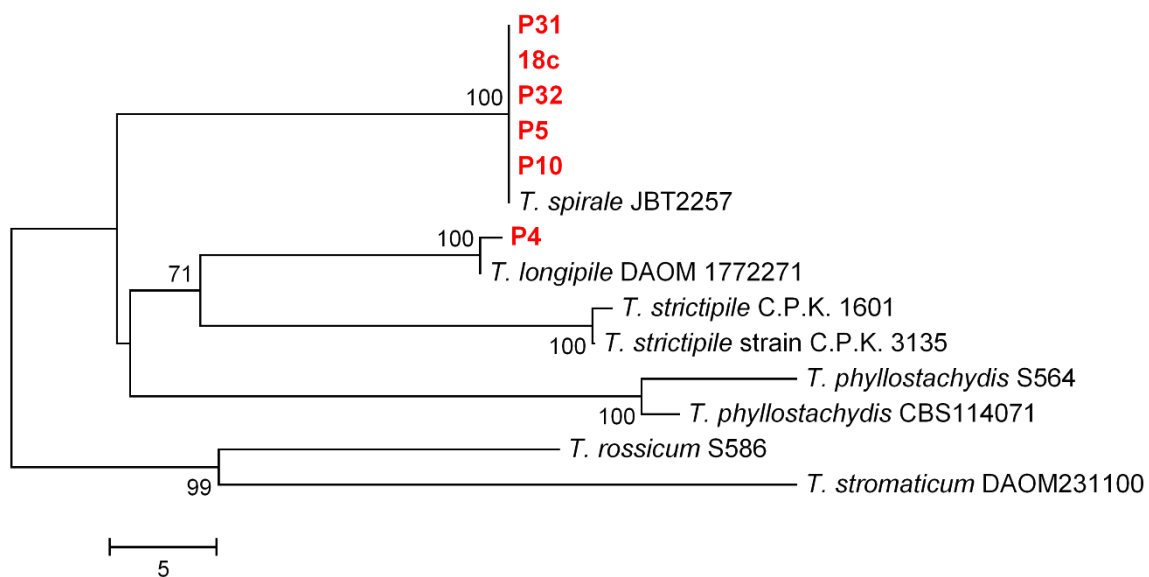 P31
18c
100 P32
P5
P10
T. spirale JBT2257
100 P4
71 T. longipile DAOM 1772271
T. strictipile C.P.K. 1601
100 T. strictipile strain C.P.K. 3135
T. phyllostachydis S564
100 T. phyllostachydis CBS114071
T. rossicum S586
99 T. stromaticum DAOM231100
5